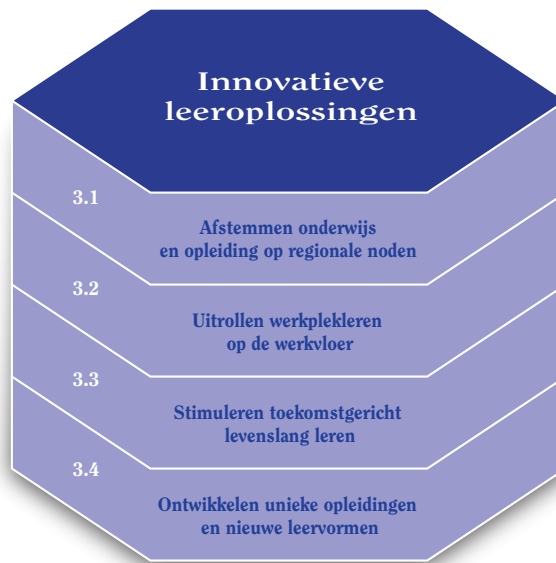 Innovatieve
leeroplossingen
3.1
Afstemmen onderwijs
en opleiding op regionale noden
3.2
Uitrollen werkplekleren
op de werkvloer
3.3
Stimuleren toekomstgericht
levenslang leren
3.4
Ontwikkelen unieke opleidingen
en nieuwe leervormen